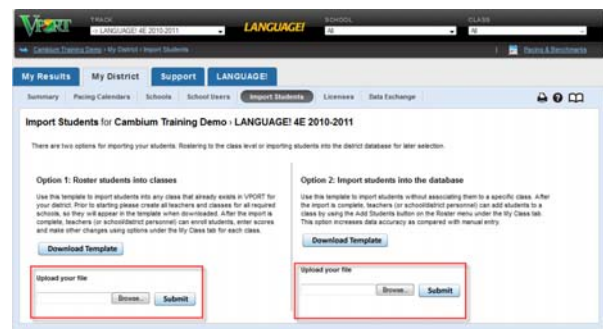 VPORT
TRACK
SCHOOL
CLASS
LANGUAGE! 4E 2010-2011
LANGUAGE!
All
All
Cambium Training Demo › My District › Import Students
Pacing & Benchmarks
My Results
My District
Support
LANGUAGE!
Summary
Pacing Calendars
Schools
School Users
Import Students
Licenses
Data Exchange
Import Students for Cambium Training Demo › LANGUAGE! 4E 2010-2011
There are two options for importing your students. Rostering to the class level or importing students into the district database for later selection.
Option 1: Roster students into classes
Use this template to import students into any class that already exists in VPORT for
your district. Prior to starting please create all teachers and classes for all required
schools, so they will appear in the template when downloaded. After the import is
complete, teachers (or school/district personnel) can enroll students, enter scores
and make other changes using options under the My Class tab for each class.
Download Template
Upload your file:
Browse...
Submit
Option 2: Import students into the database
Use this template to import students without associating them to a specific class. After
the import is complete, teachers (or school/district personnel) can add students to a
class by using the Add Students button on the Roster menu under the My Class tab.
This option increases data accuracy as compared with manual entry.
Download Template
Upload your file:
Browse...
Submit